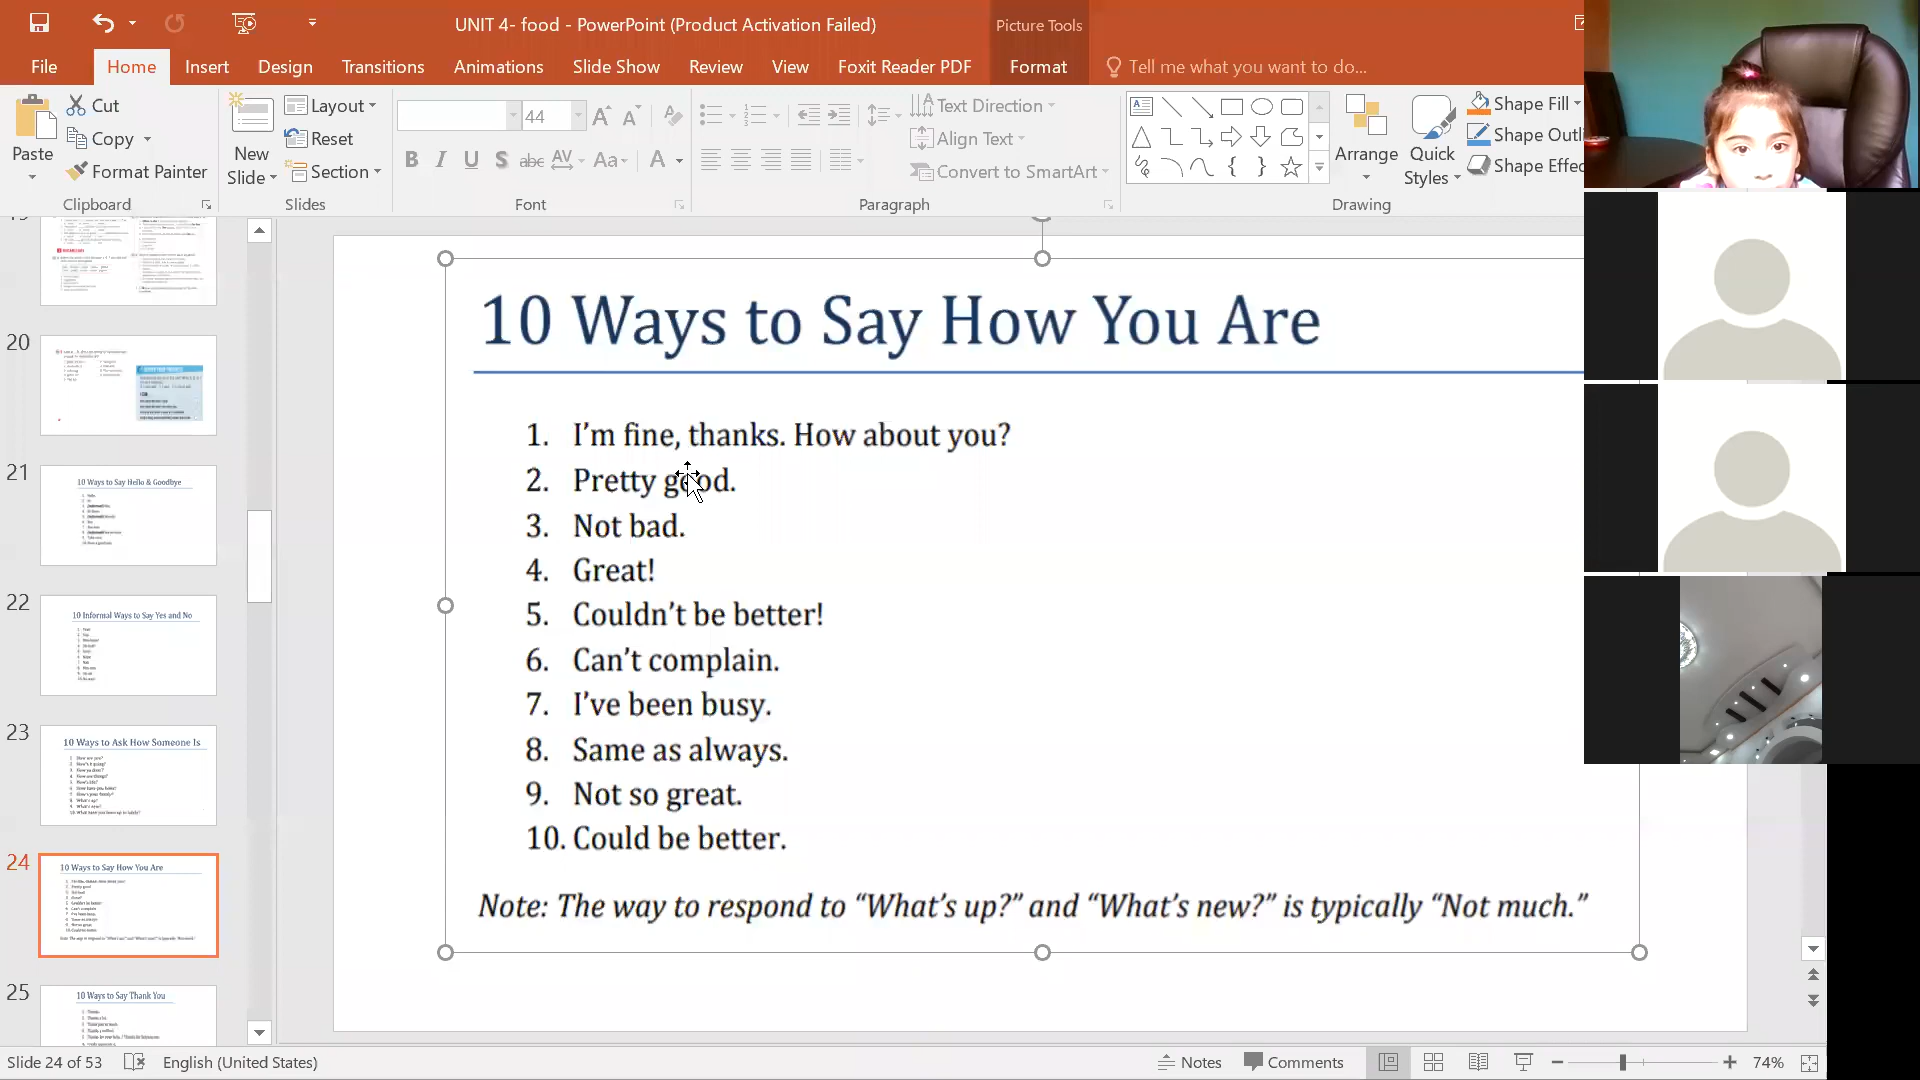 UNIT 4- food - PowerPoint (Product Activation Failed)
Picture Tools
File
Home
Insert
Design
Transitions
Animations
Slide Show
Review
View
Foxit Reader PDF
Format
Tell me what you want to do...
Paste
Cut
Copy
Format Painter
Clipboard
New Slide
Layout
Reset
Section
Slides
44
Font
Text Direction
Align Text
Convert to SmartArt
Paragraph
Arrange
Quick Styles
Shape Fill
Shape Outli
Shape Effec
Drawing
20
21
10 Ways to Say Hello & Goodbye
22
10 Informal Ways to Say Yes and No
23
10 Ways to Ask How Someone Is
24
10 Ways to Say How You Are
25
10 Ways to Say Thank You
10 Ways to Say How You Are
1. I'm fine, thanks. How about you?
2. Pretty good.
3. Not bad.
4. Great!
5. Couldn't be better!
6. Can't complain.
7. I've been busy.
8. Same as always.
9. Not so great.
10. Could be better.
Note: The way to respond to “What's up?” and “What's new?” is typically “Not much.”
Slide 24 of 53
English (United States)
Notes
Comments
74%